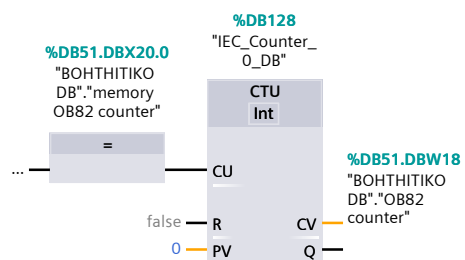 %DB128
"IEC_Counter_
0_DB"
%DB51.DBX20.0
"BOHTHITIKO
DB"."memory
OB82 counter"
=
CTU
Int
...
CU
%DB51.DBW18
"BOHTHITIKO
DB"."OB82
counter"
false
R
CV
0
PV
Q